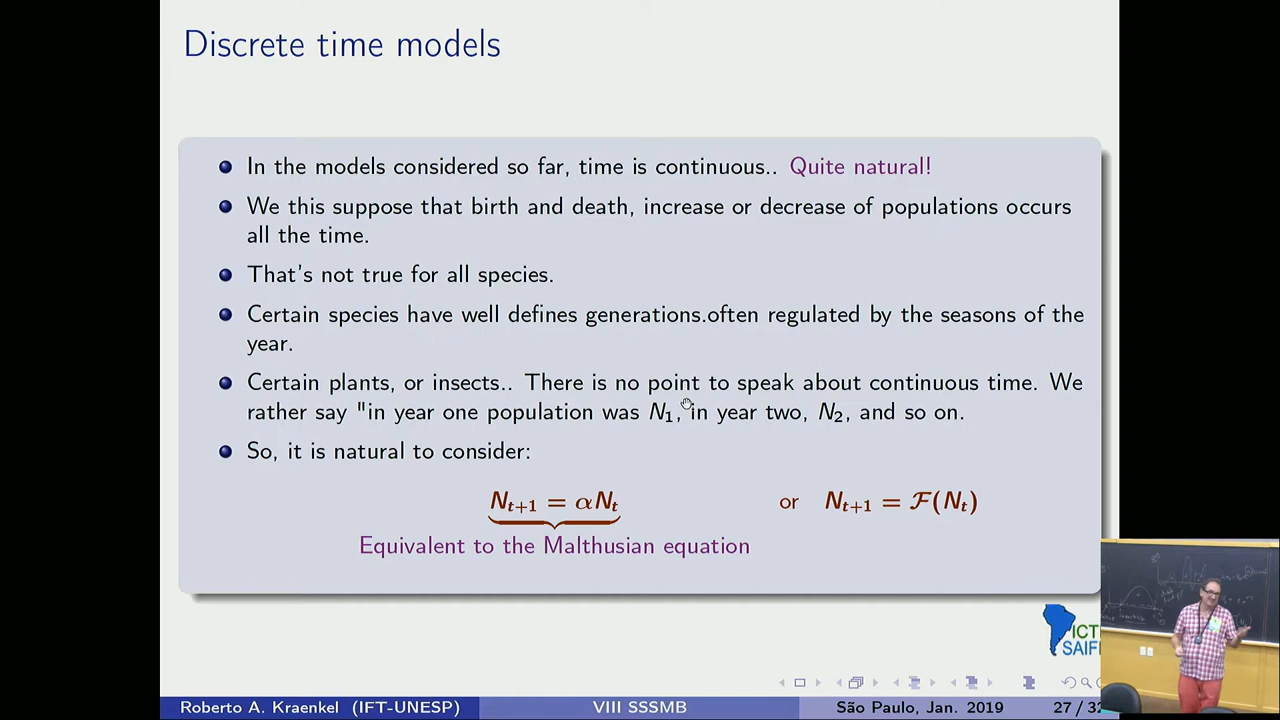 Discrete time models
In the models considered so far, time is continuous.. Quite natural!
We this suppose that birth and death, increase or decrease of populations occurs
all the time.
That's not true for all species.
Certain species have well defines generations.often regulated by the seasons of the
year.
Certain plants, or insects.. There is no point to speak about continuous time. We
rather say "in year one population was N₁, in year two, N₂, and so on.
So, it is natural to consider:
Nₜ₊₁ = αNₜ or Nₜ₊₁ = ℱ(Nₜ)
Equivalent to the Malthusian equation
ICT
SAIF
Roberto A. Kraenkel (IFT-UNESP) VIII SSSMB São Paulo, Jan. 2019 27 / 32